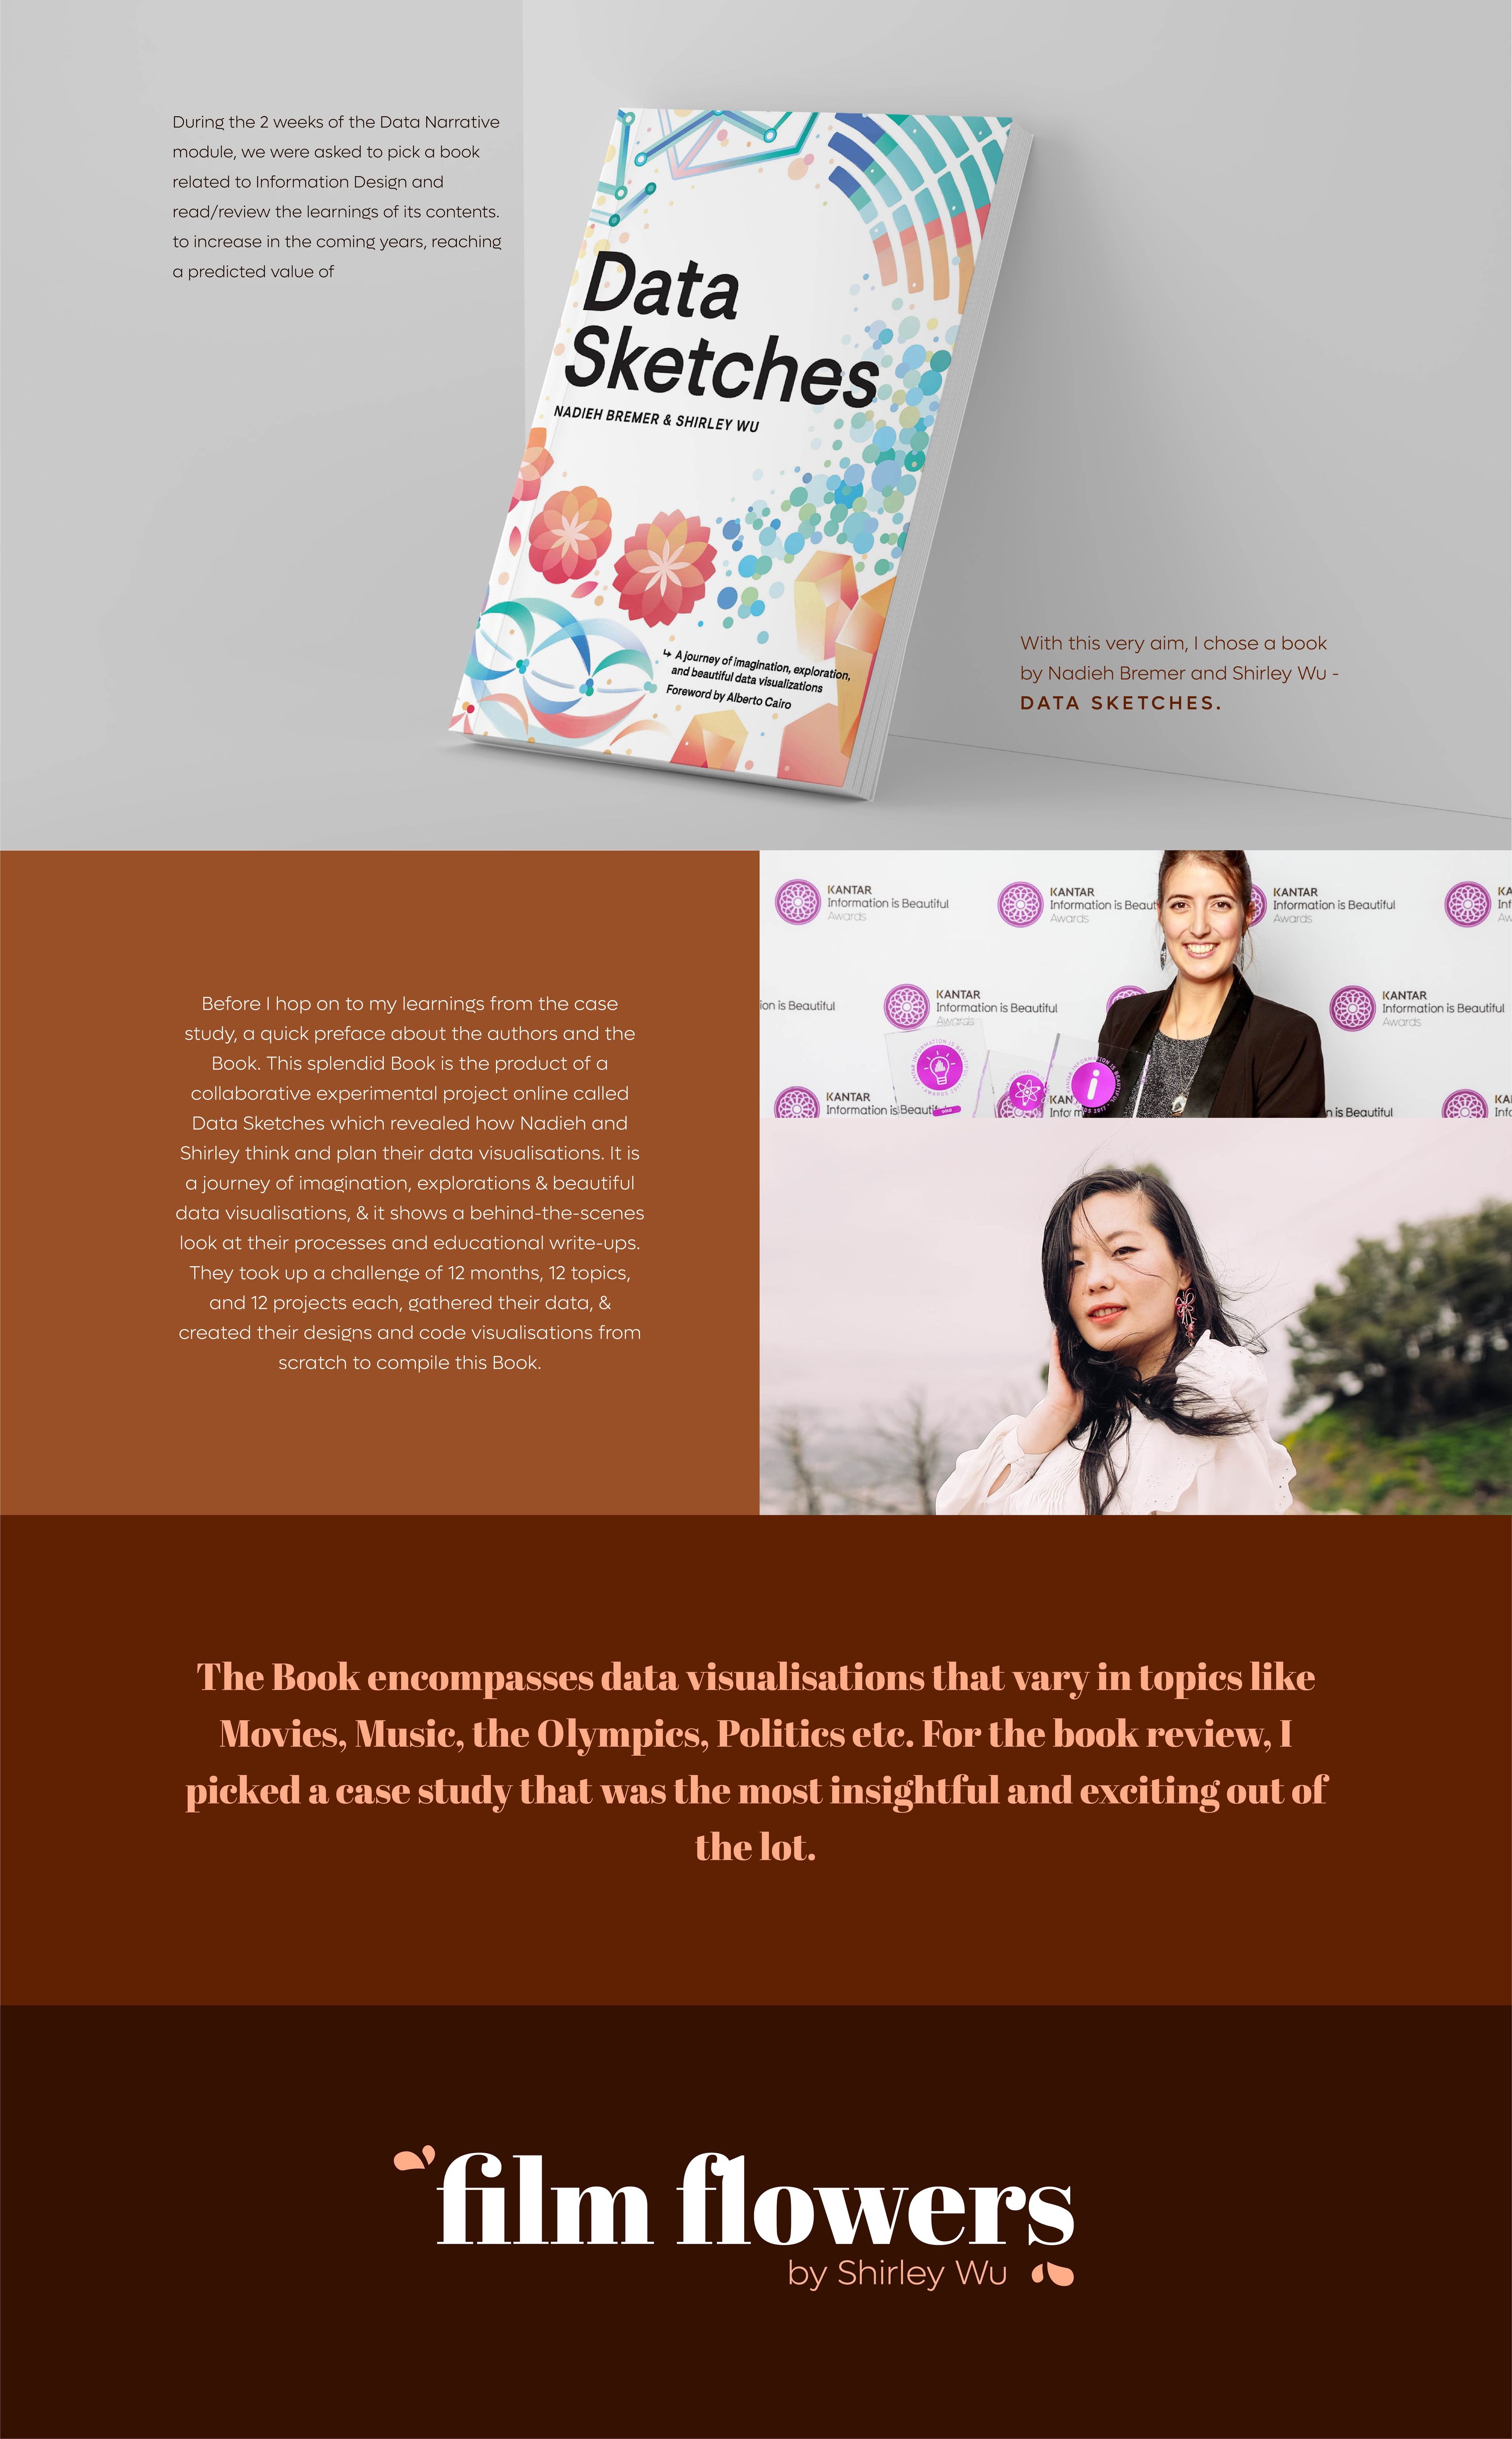 During the 2 weeks of the Data Narrative
module, we were asked to pick a book
related to Information Design and
read/review the learnings of its contents.
to increase in the coming years, reaching
a predicted value of
Data
Sketches
NADIEH BREMER & SHIRLEY WU
↳ A journey of imagination, exploration,
and beautiful data visualizations
Foreword by Alberto Cairo
With this very aim, I chose a book
by Nadieh Bremer and Shirley Wu -
DATA SKETCHES.
Before I hop on to my learnings from the case
study, a quick preface about the authors and the
Book. This splendid Book is the product of a
collaborative experimental project online called
Data Sketches which revealed how Nadieh and
Shirley think and plan their data visualisations. It is
a journey of imagination, explorations & beautiful
data visualisations, & it shows a behind-the-scenes
look at their processes and educational write-ups.
They took up a challenge of 12 months, 12 topics,
and 12 projects each, gathered their data, &
created their designs and code visualisations from
scratch to compile this Book.
KANTAR
Information is Beautiful
Awards
KANTAR
Information is Beaut
Awards
KANTAR
Information is Beautiful
Awards
KA
Inf
Aw
ion is Beautiful
KANTAR
Information is Beautiful
Awards
KANTAR
Information is Beautiful
Awards
KANTAR
Information is Beautif
KAN
n is Beautiful
The Book encompasses data visualisations that vary in topics like
Movies, Music, the Olympics, Politics etc. For the book review, I
picked a case study that was the most insightful and exciting out of
the lot.
film flowers
by Shirley Wu